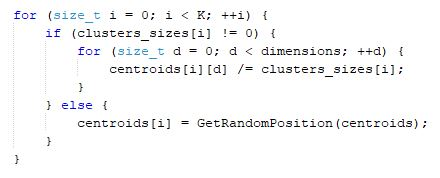 for (size_t i = 0; i < K; ++i) {
    if (clusters_sizes[i] != 0) {
        for (size_t d = 0; d < dimensions; ++d) {
            centroids[i][d] /= clusters_sizes[i];
        }
    } else {
        centroids[i] = GetRandomPosition(centroids);
    }
}